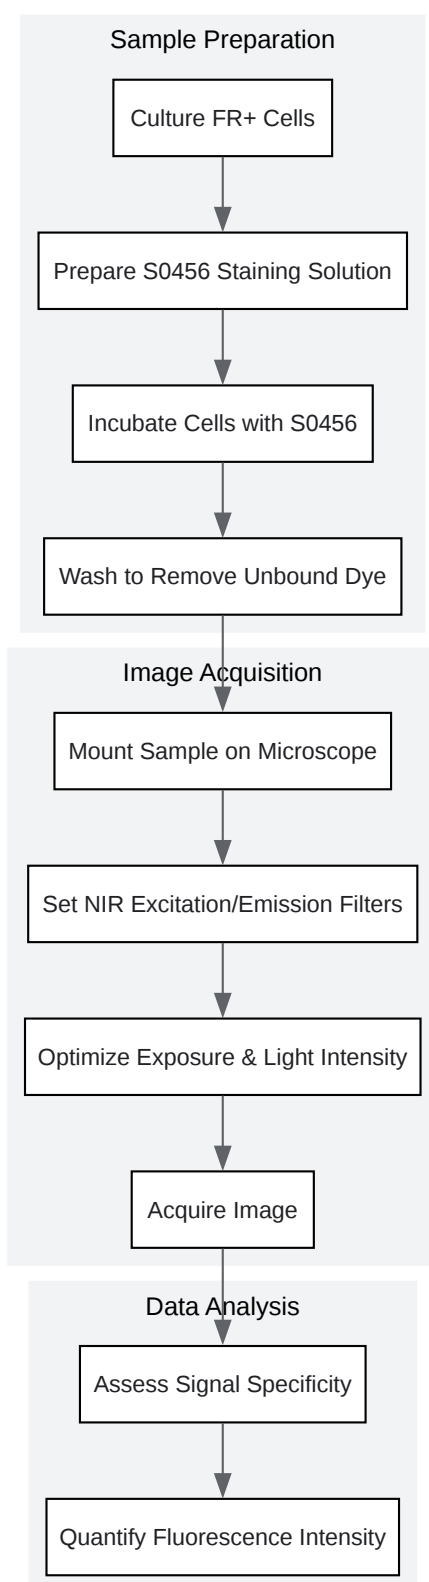 Sample Preparation
Culture FR+ Cells
Prepare S0456 Staining Solution
Incubate Cells with S0456
Wash to Remove Unbound Dye
Image Acquisition
Mount Sample on Microscope
Set NIR Excitation/Emission Filters
Optimize Exposure & Light Intensity
Acquire Image
Data Analysis
Assess Signal Specificity
Quantify Fluorescence Intensity